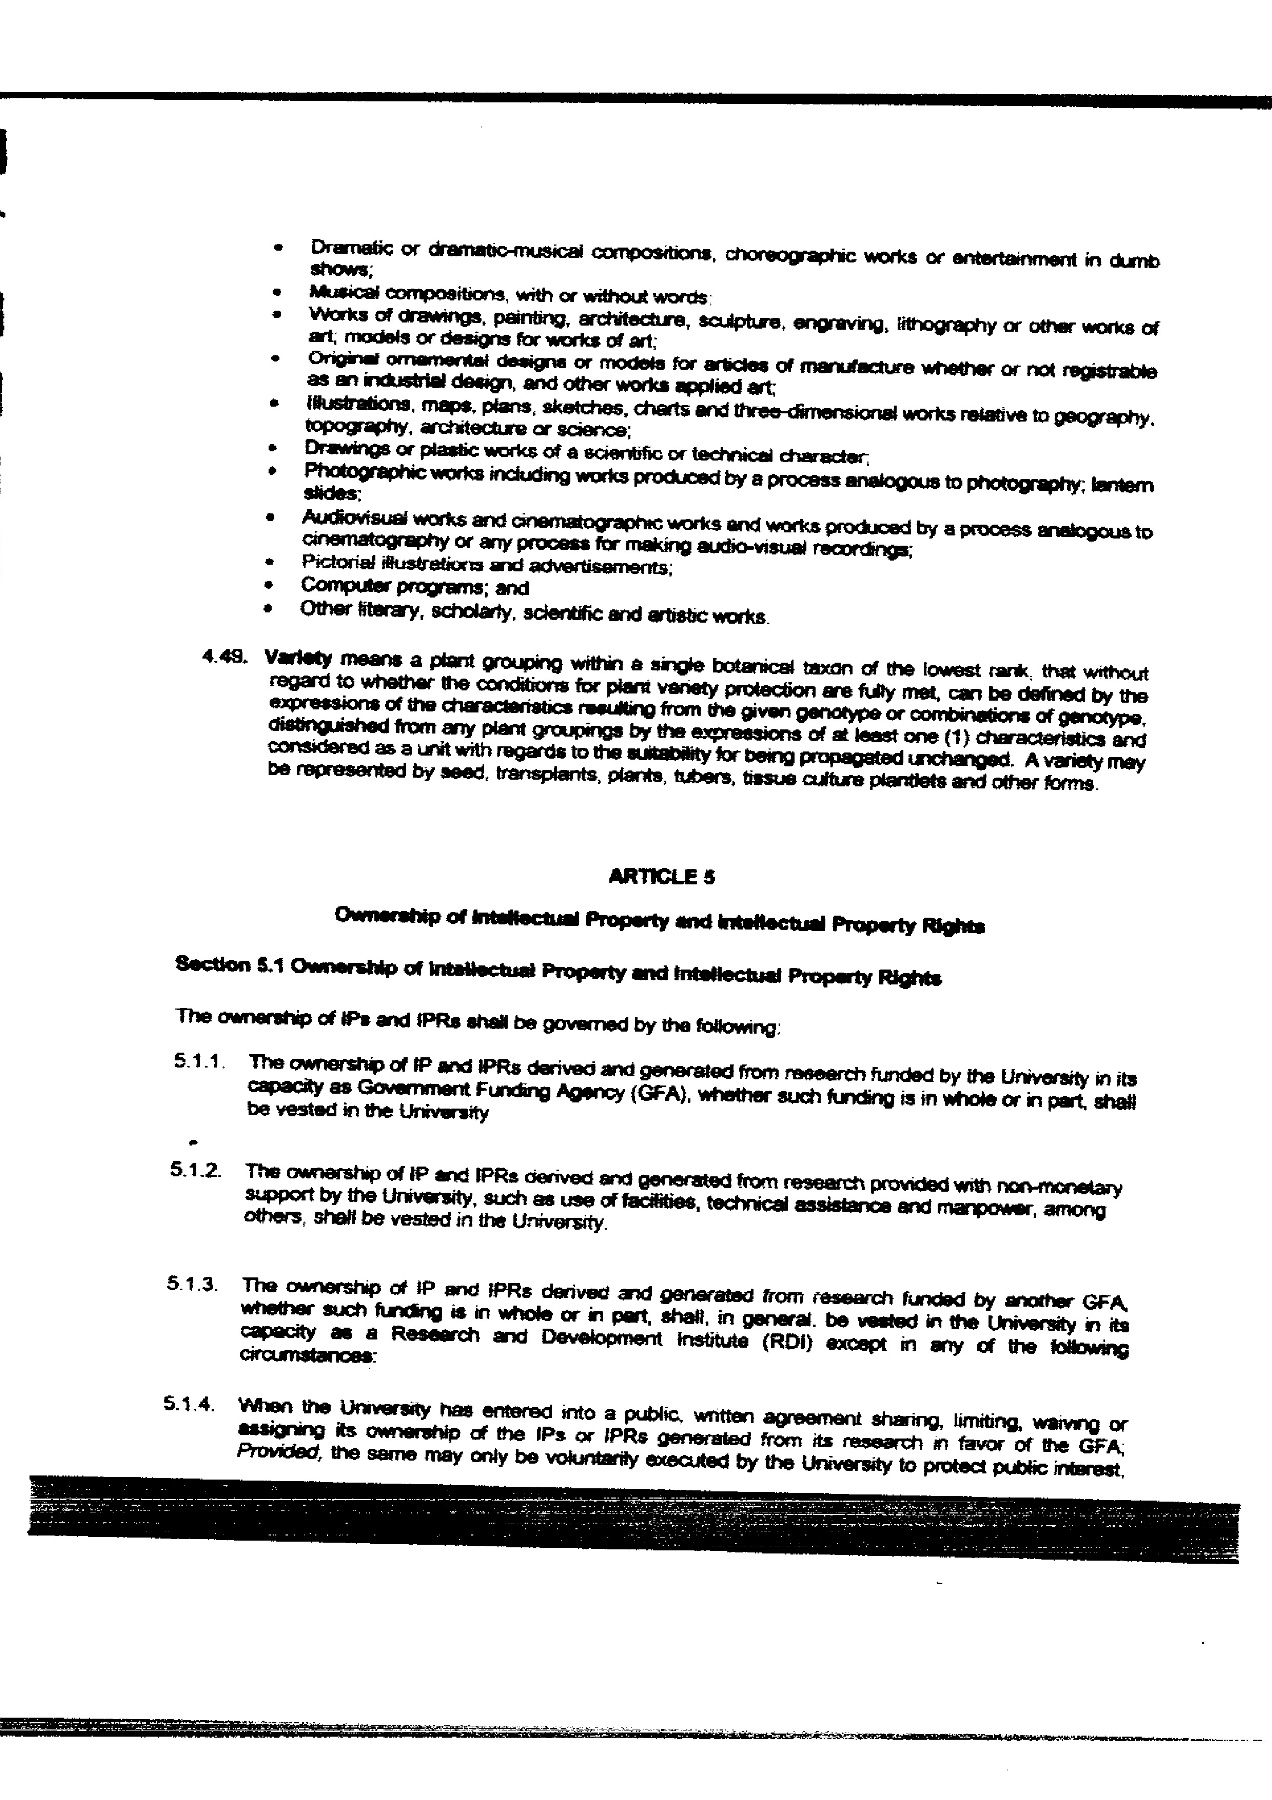 • Dramatic or dramatic-musical compositions, choreographic works or entertainment in dumb
shows;
• Musical compositions, with or without words;
• Works of drawings, painting, architecture, sculpture, engraving, lithography or other works of
art; models or designs for works of art;
• Original ornamental designs or models for articles of manufacture whether or not registrable
as an industrial design, and other works applied art;
• Illustrations, maps, plans, sketches, charts and three-dimensional works relative to geography,
topography, architecture or science;
• Drawings or plastic works of a scientific or technical character;
• Photographic works including works produced by a process analogous to photography; lantern
slides;
• Audiovisual works and cinematographic works and works produced by a process analogous to
cinematography or any process for making audio-visual recordings;
• Pictorial illustrations and advertisements;
• Computer programs; and
• Other literary, scholarly, scientific and artistic works.
4.49. Variety means a plant grouping within a single botanical taxon of the lowest rank, that without
regard to whether the conditions for plant variety protection are fully met, can be defined by the
expressions of the characteristics resulting from the given genotype or combinations of genotype,
distinguished from any plant groupings by the expressions of at least one (1) characteristics and
considered as a unit with regards to the suitability for being propagated unchanged. A variety may
be represented by seed, transplants, plants, tubers, tissue culture plantlets and other forms.
ARTICLE 5
Ownership of Intellectual Property and Intellectual Property Rights
Section 5.1 Ownership of Intellectual Property and Intellectual Property Rights
The ownership of IPs and IPRs shall be governed by the following:
5.1.1. The ownership of IP and IPRs derived and generated from research funded by the University in its
capacity as Government Funding Agency (GFA), whether such funding is in whole or in part, shall
be vested in the University
5.1.2. The ownership of IP and IPRs derived and generated from research provided with non-monetary
support by the University, such as use of facilities, technical assistance and manpower, among
others, shall be vested in the University.
5.1.3. The ownership of IP and IPRs derived and generated from research funded by another GFA,
whether such funding is in whole or in part, shall, in general. be vested in the University in its
capacity as a Research and Development Institute (RDI) except in any of the following
circumstances:
5.1.4. When the University has entered into a public, written agreement sharing, limiting, waiving or
assigning its ownership of the IPs or IPRs generated from its research in favor of the GFA;
Provided, the same may only be voluntarily executed by the University to protect public interest,